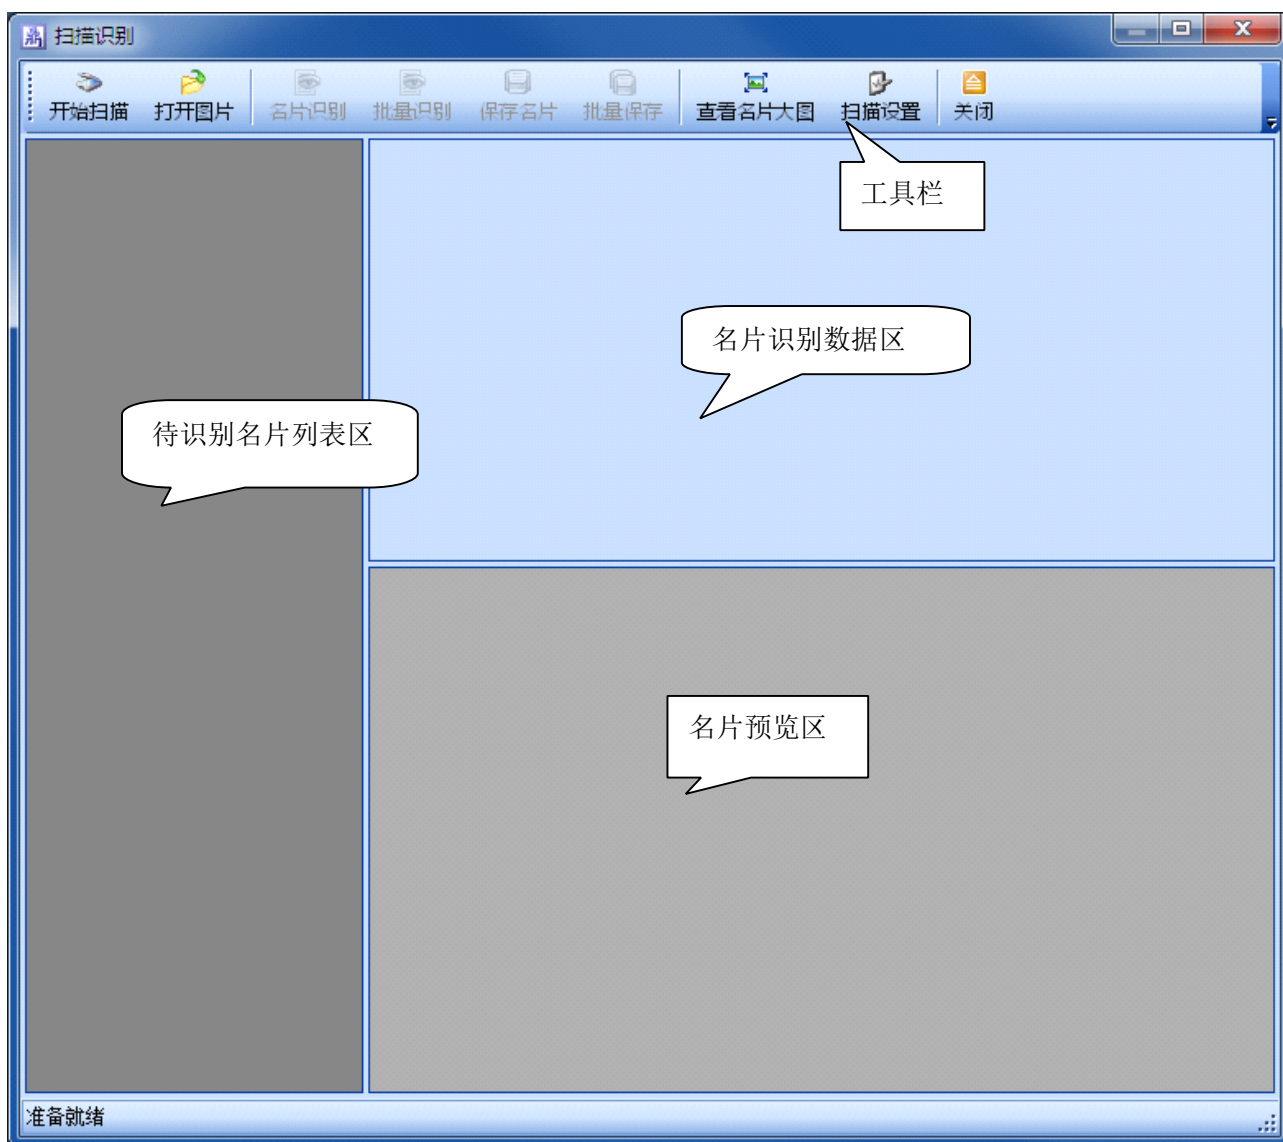 扫描识别
开始扫描 打开图片 名片识别 批量识别 保存名片 批量保存 查看名片大图 扫描设置 关闭
工具栏
名片识别数据区
待识别名片列表区
名片预览区
准备就绪